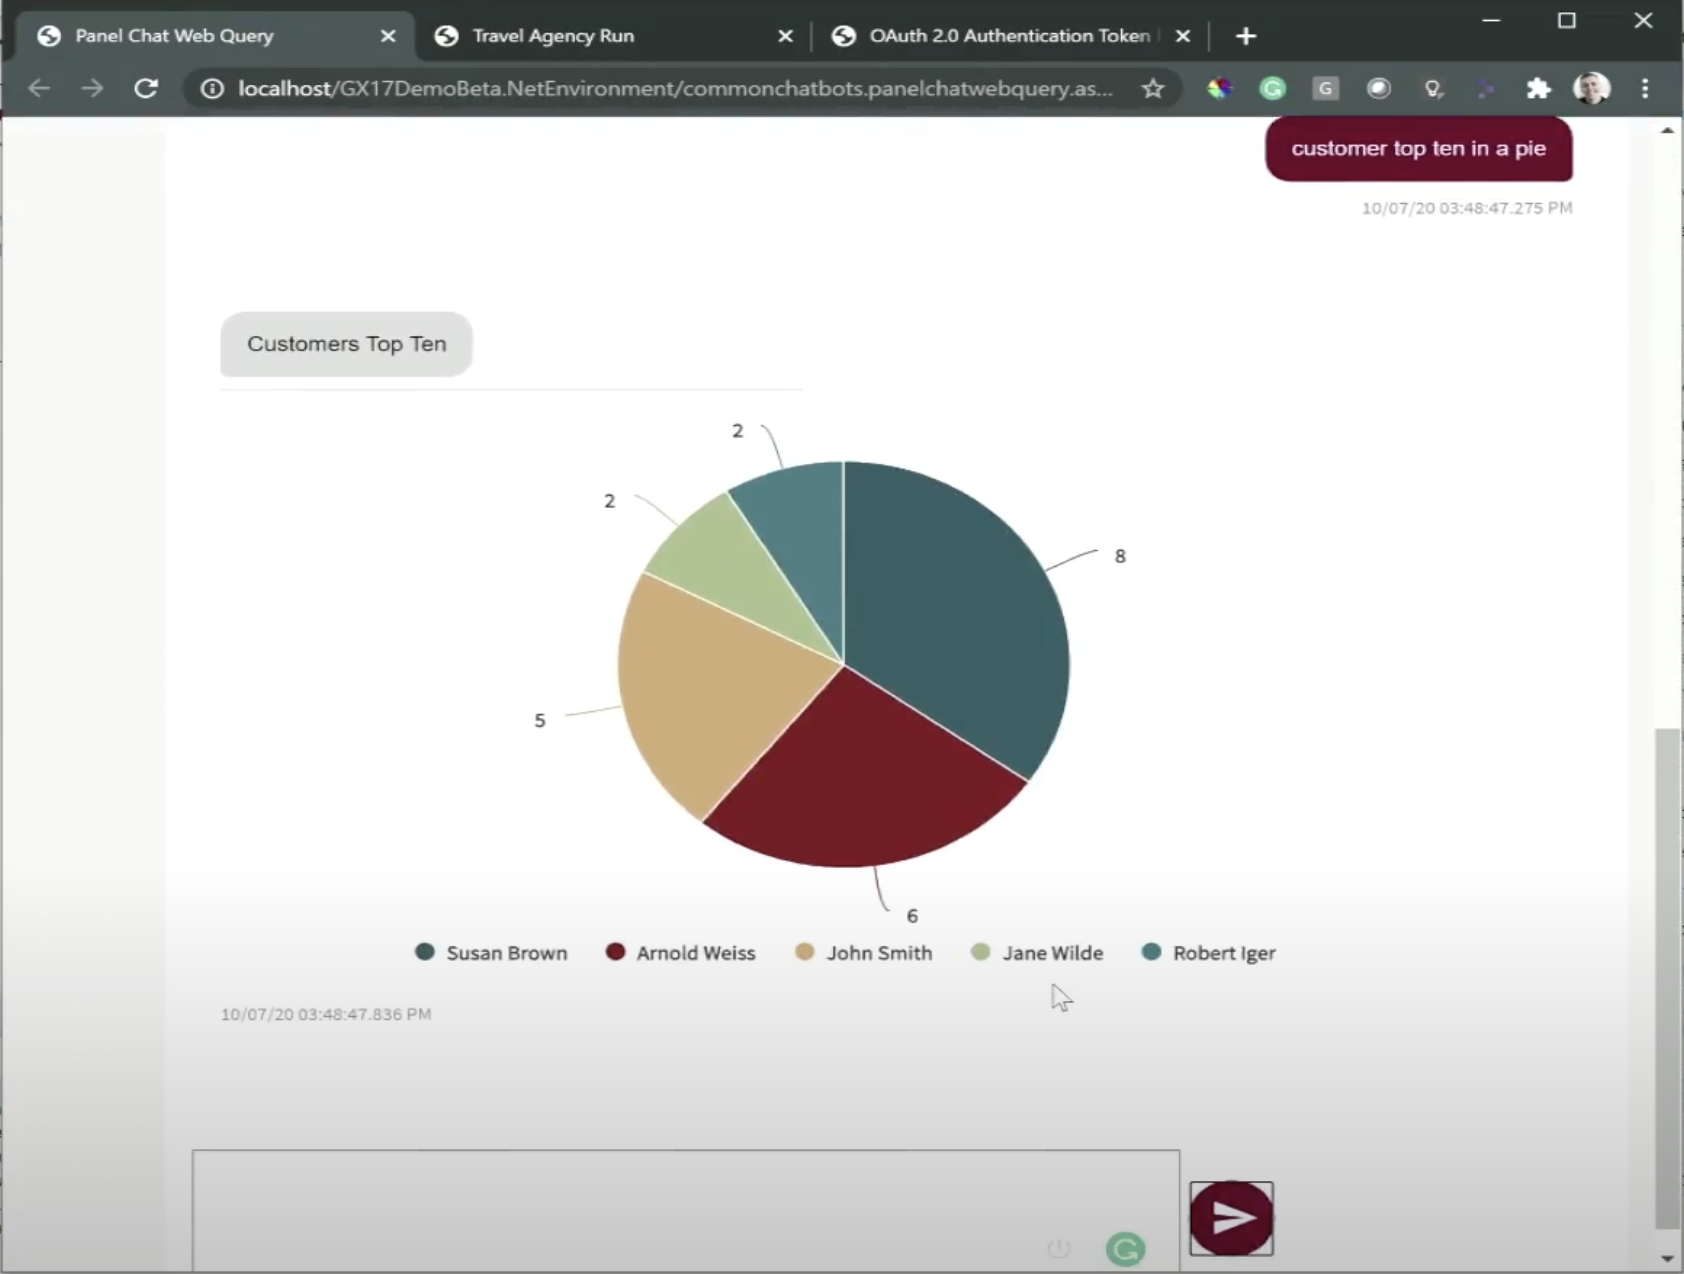 Panel Chat Web Query
Travel Agency Run
OAuth 2.0 Authentication Token
localhost/GX17DemoBeta.NetEnvironment/commonchatbots.panelchatwebquery.as...
G
G
customer top ten in a pie
10/07/20 03:48:47.275 PM
Customers Top Ten
2
2
8
5
6
Susan Brown
Arnold Weiss
John Smith
Jane Wilde
Robert Iger
10/07/20 03:48:47.836 PM
G